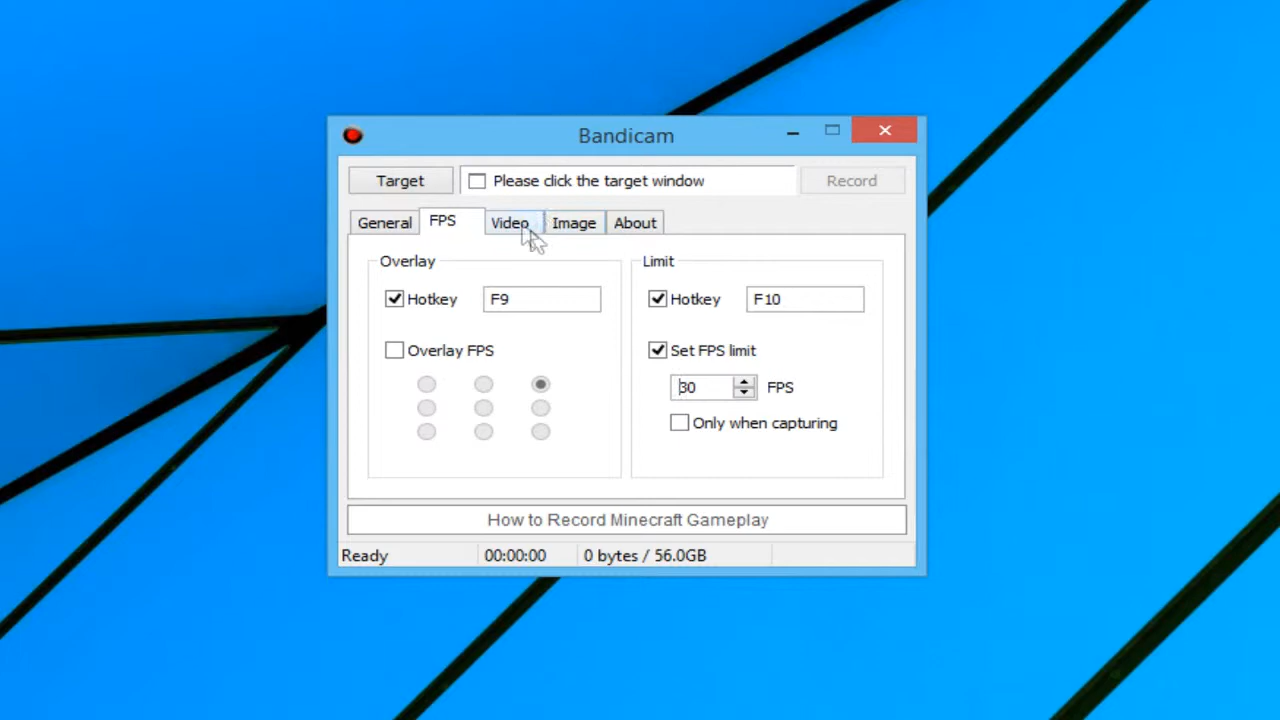 Bandicam
Target Please click the target window Record
General FPS Video Image About
Overlay Limit
Hotkey F9 Hotkey F10
Overlay FPS Set FPS limit
30 FPS
Only when capturing
How to Record Minecraft Gameplay
Ready 00:00:00 0 bytes / 56.0GB